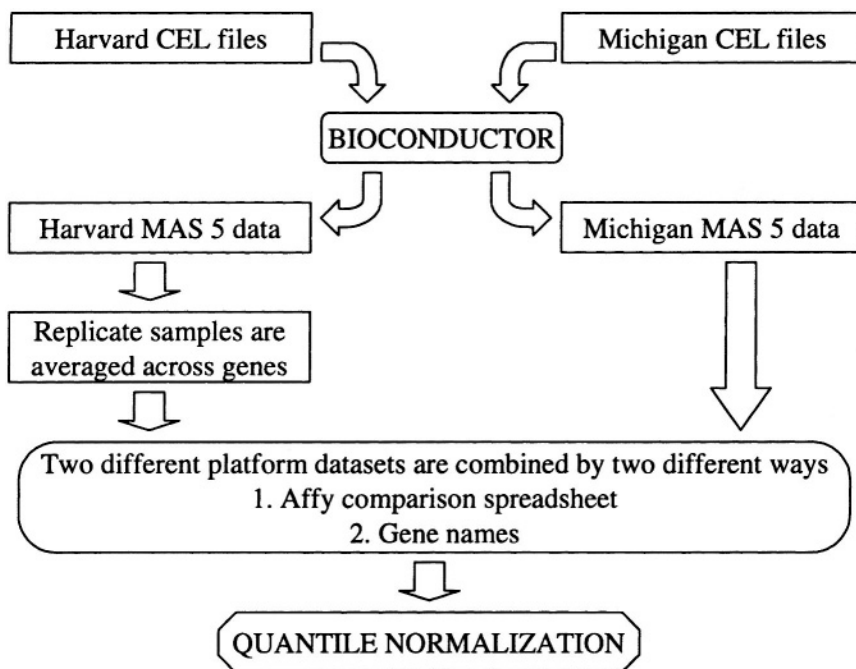 Harvard CEL files
Michigan CEL files
BIOCONDUCTOR
Harvard MAS 5 data
Michigan MAS 5 data
Replicate samples are
averaged across genes
Two different platform datasets are combined by two different ways
1. Affy comparison spreadsheet
2. Gene names
QUANTILE NORMALIZATION